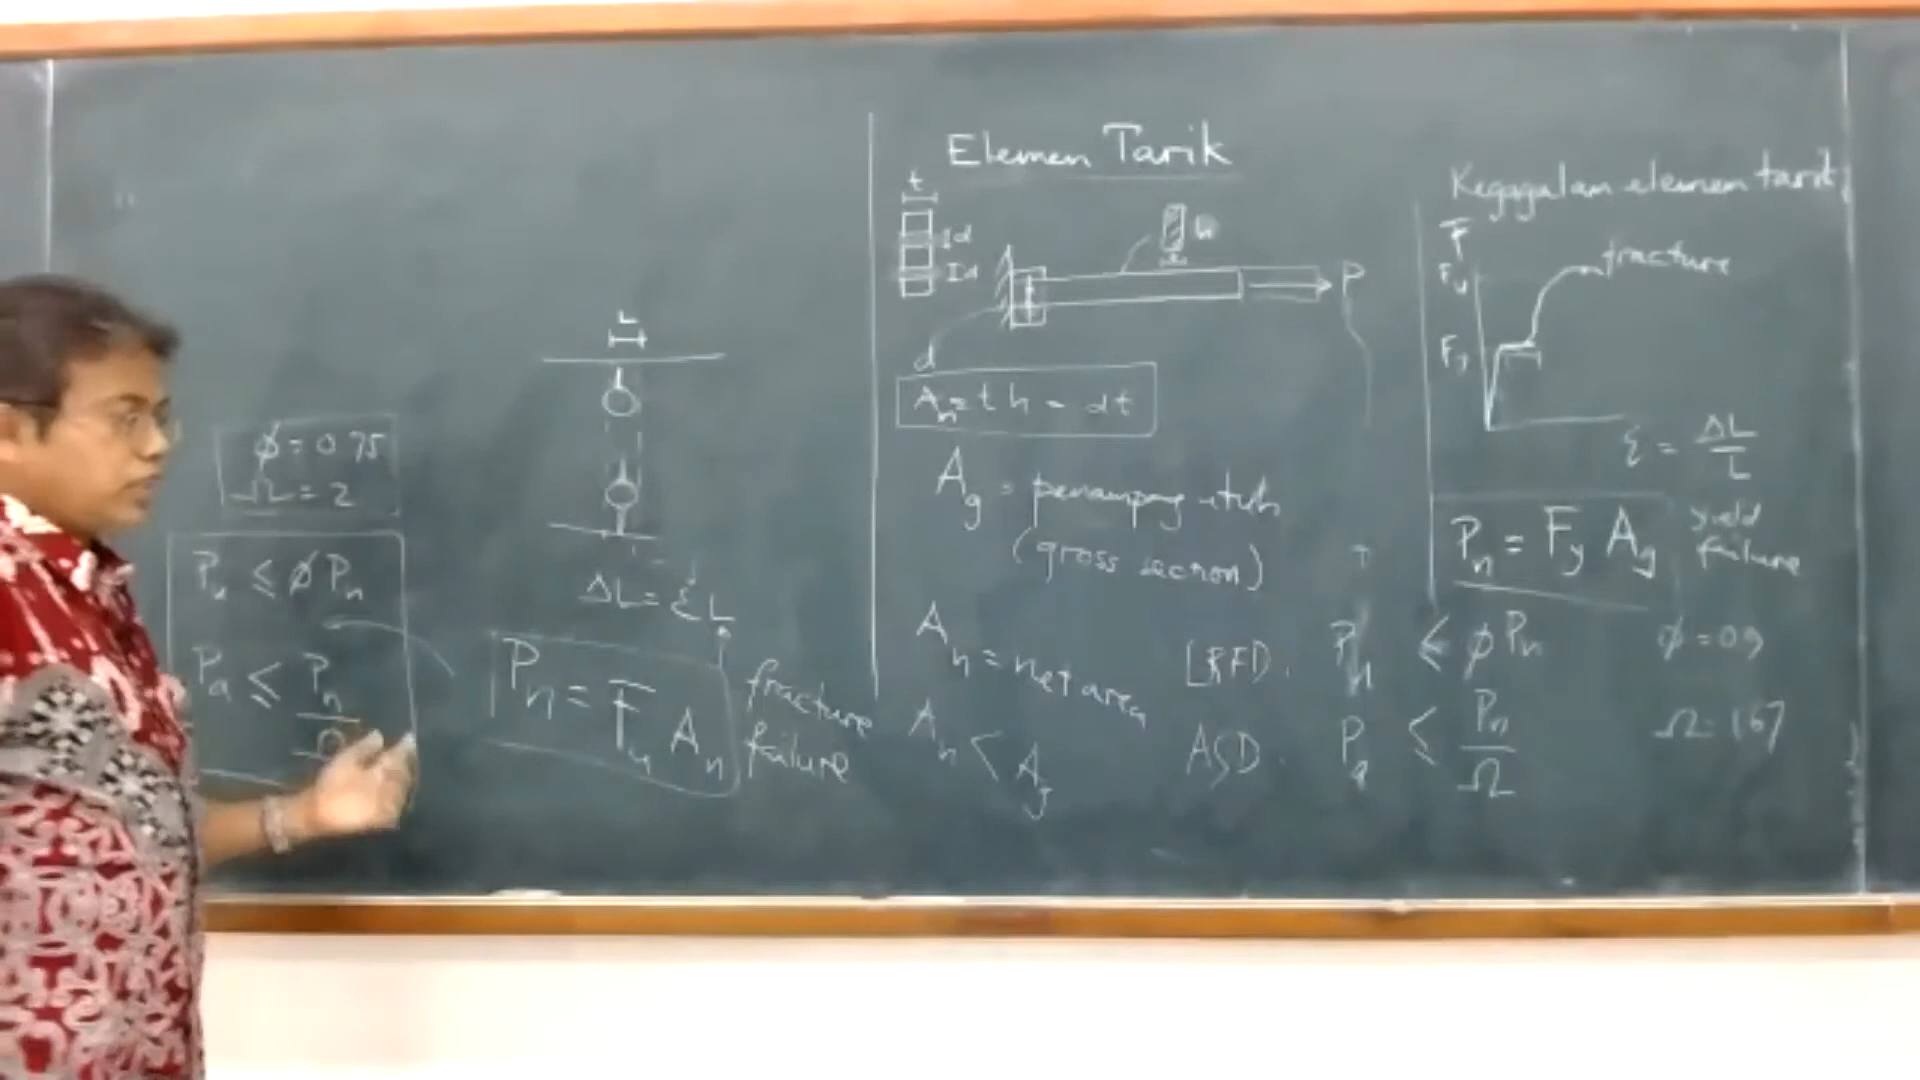 φ = 0.75
Ω = 2
Pu ≤ φ Pn
Pa ≤ Pn / Ω
L
ΔL = ε L
Pn = Fu An
fracture
failure
Elemen Tarik
t
d
d
h
P
d
An = t h - d t
Ag = penampang utuh
(gross section)
An = net area
An < Ag
Kegagalan elemen tarik
F
Fu
fracture
Fy
ε = ΔL / L
Pn = Fy Ag
yield
failure
LRFD. Pu ≤ φ Pn φ = 0.9
ASD. Pa ≤ Pn / Ω Ω = 1.67